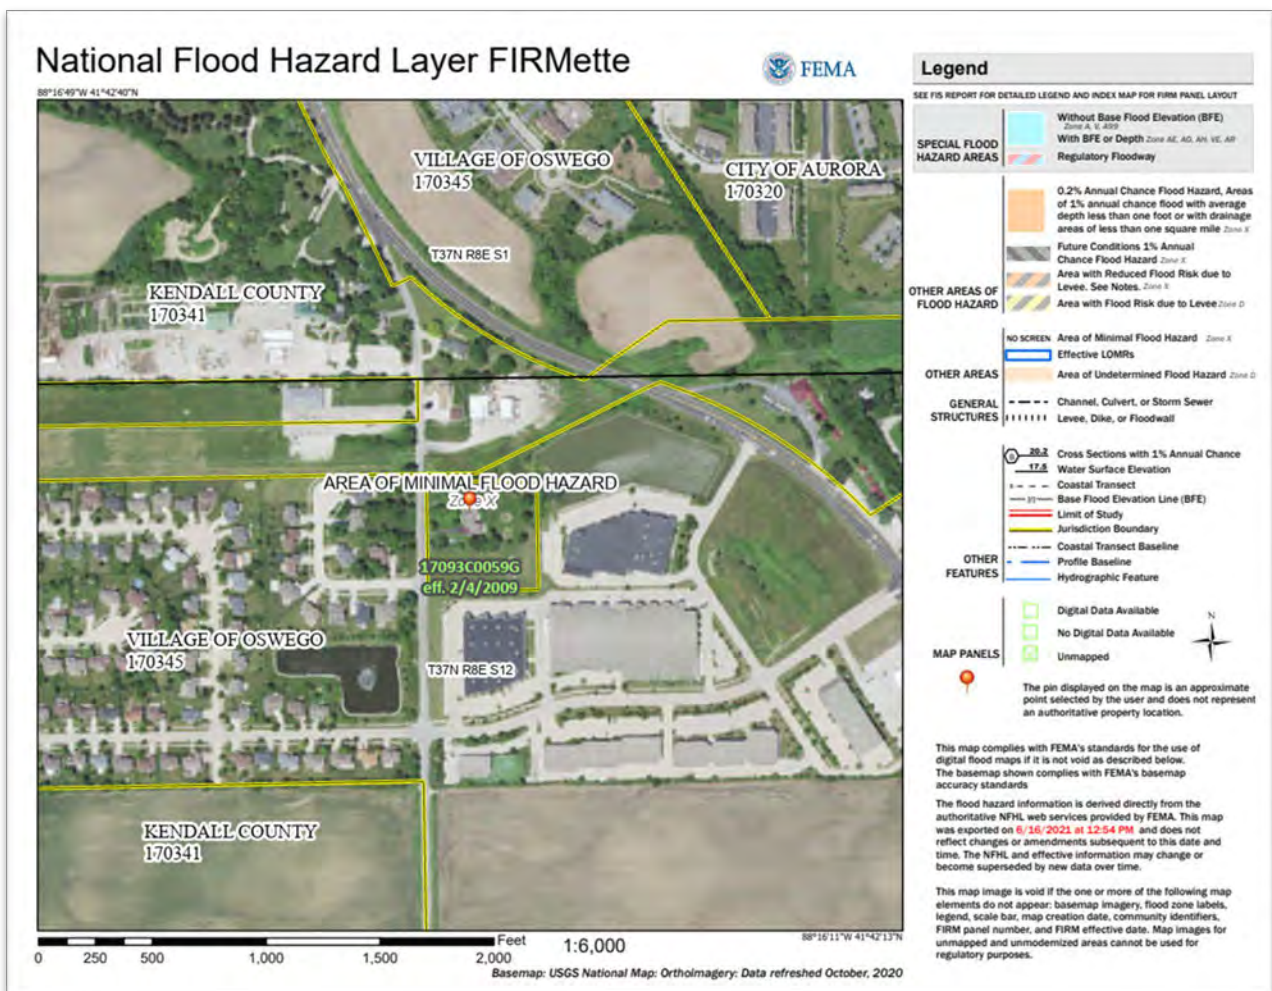 National Flood Hazard Layer FIRMette
FEMA
88°16'49"W 41°42'40"N
VILLAGE OF OSWEGO
170345
CITY OF AURORA
170320
T37N R8E S1
KENDALL COUNTY
170341
AREA OF MINIMAL FLOOD HAZARD
Zone X
17093C0059G
eff. 2/4/2009
VILLAGE OF OSWEGO
170345
T37N R8E S12
KENDALL COUNTY
170341
88°16'11"W 41°42'13"N
Feet
1:6,000
0 250 500 1,000 1,500 2,000
Basemap: USGS National Map: Orthoimagery: Data refreshed October, 2020
Legend
SEE FIS REPORT FOR DETAILED LEGEND AND INDEX MAP FOR FIRM PANEL LAYOUT
SPECIAL FLOOD
HAZARD AREAS
Without Base Flood Elevation (BFE)
Zone A, V, A99
With BFE or Depth Zone AE, AO, AH, VE, AR
Regulatory Floodway
OTHER AREAS OF
FLOOD HAZARD
0.2% Annual Chance Flood Hazard, Areas
of 1% annual chance flood with average
depth less than one foot or with drainage
areas of less than one square mile Zone X
Future Conditions 1% Annual
Chance Flood Hazard Zone X
Area with Reduced Flood Risk due to
Levee. See Notes. Zone X
Area with Flood Risk due to Levee Zone D
OTHER AREAS
NO SCREEN Area of Minimal Flood Hazard Zone X
Effective LOMRs
Area of Undetermined Flood Hazard Zone D
GENERAL
STRUCTURES
Channel, Culvert, or Storm Sewer
Levee, Dike, or Floodwall
OTHER
FEATURES
20.2 Cross Sections with 1% Annual Chance
17.5 Water Surface Elevation
Coastal Transect
Base Flood Elevation Line (BFE)
Limit of Study
Jurisdiction Boundary
Coastal Transect Baseline
Profile Baseline
Hydrographic Feature
MAP PANELS
Digital Data Available
No Digital Data Available
Unmapped
N
The pin displayed on the map is an approximate
point selected by the user and does not represent
an authoritative property location.
This map complies with FEMA's standards for the use of
digital flood maps if it is not void as described below.
The basemap shown complies with FEMA's basemap
accuracy standards
The flood hazard information is derived directly from the
authoritative NFHL web services provided by FEMA. This map
was exported on 6/16/2021 at 12:54 PM and does not
reflect changes or amendments subsequent to this date and
time. The NFHL and effective information may change or
become superseded by new data over time.
This map image is void if the one or more of the following map
elements do not appear: basemap imagery, flood zone labels,
legend, scale bar, map creation date, community identifiers,
FIRM panel number, and FIRM effective date. Map images for
unmapped and unmodernized areas cannot be used for
regulatory purposes.